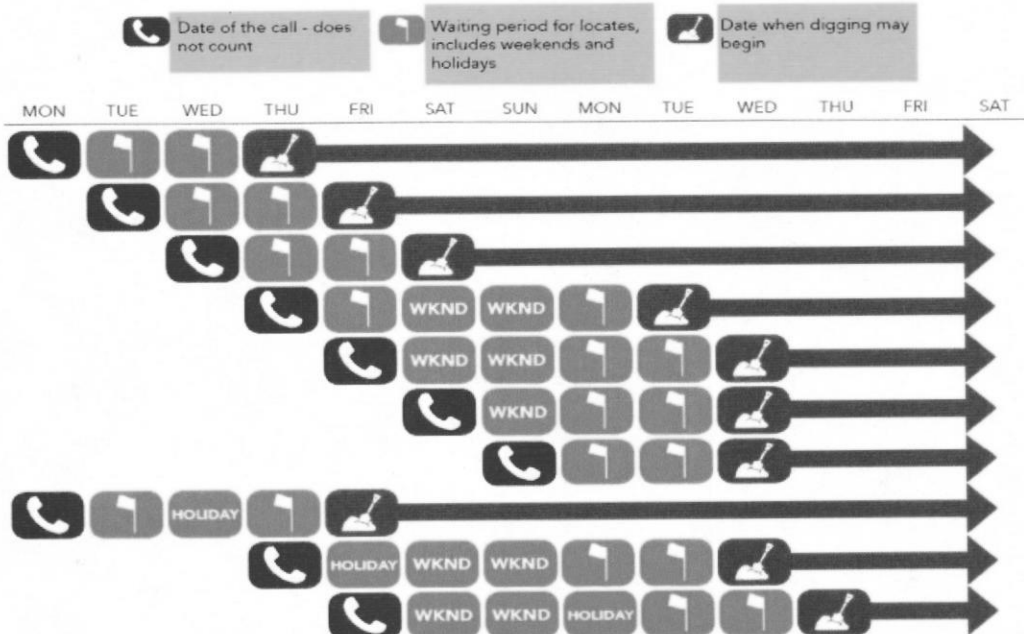 Date of the call - does
not count
Waiting period for locates,
includes weekends and
holidays
Date when digging may
begin
MON TUE WED THU FRI SAT SUN MON TUE WED THU FRI SAT
WKND WKND
WKND WKND
WKND
HOLIDAY
HOLIDAY WKND WKND
WKND WKND HOLIDAY